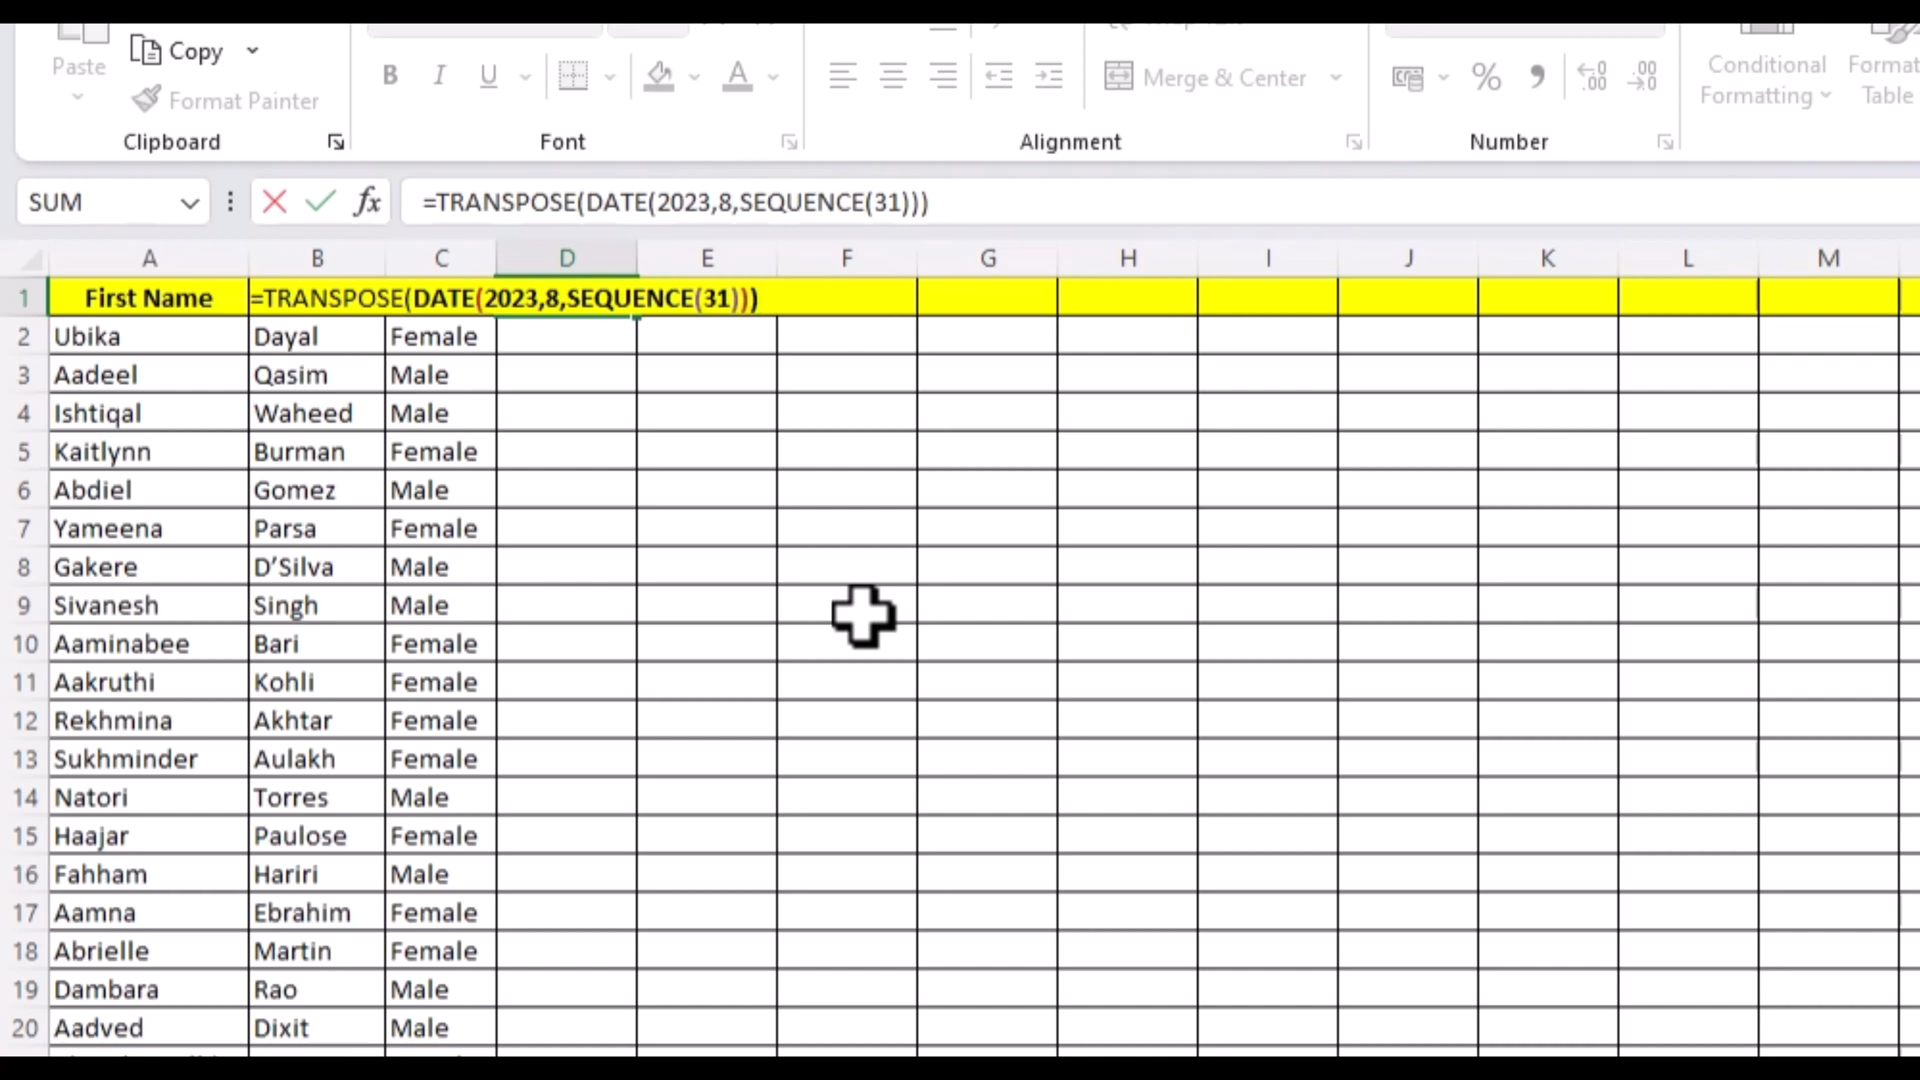 Paste Copy
Format Painter
B I U A
Merge & Center
%
Conditional Formatting
Format Table
Clipboard Font Alignment Number
SUM fx =TRANSPOSE(DATE(2023,8,SEQUENCE(31)))
A B C D E F G H I J K L M
1 First Name =TRANSPOSE(DATE(2023,8,SEQUENCE(31)))
2 Ubika Dayal Female
3 Aadeel Qasim Male
4 Ishtiqal Waheed Male
5 Kaitlynn Burman Female
6 Abdiel Gomez Male
7 Yameena Parsa Female
8 Gakere D’Silva Male
9 Sivanesh Singh Male
10 Aaminabee Bari Female
11 Aakruthi Kohli Female
12 Rekhmina Akhtar Female
13 Sukhminder Aulakh Female
14 Natori Torres Male
15 Haajar Paulose Female
16 Fahham Hariri Male
17 Aamna Ebrahim Female
18 Abrielle Martin Female
19 Dambara Rao Male
20 Aadved Dixit Male